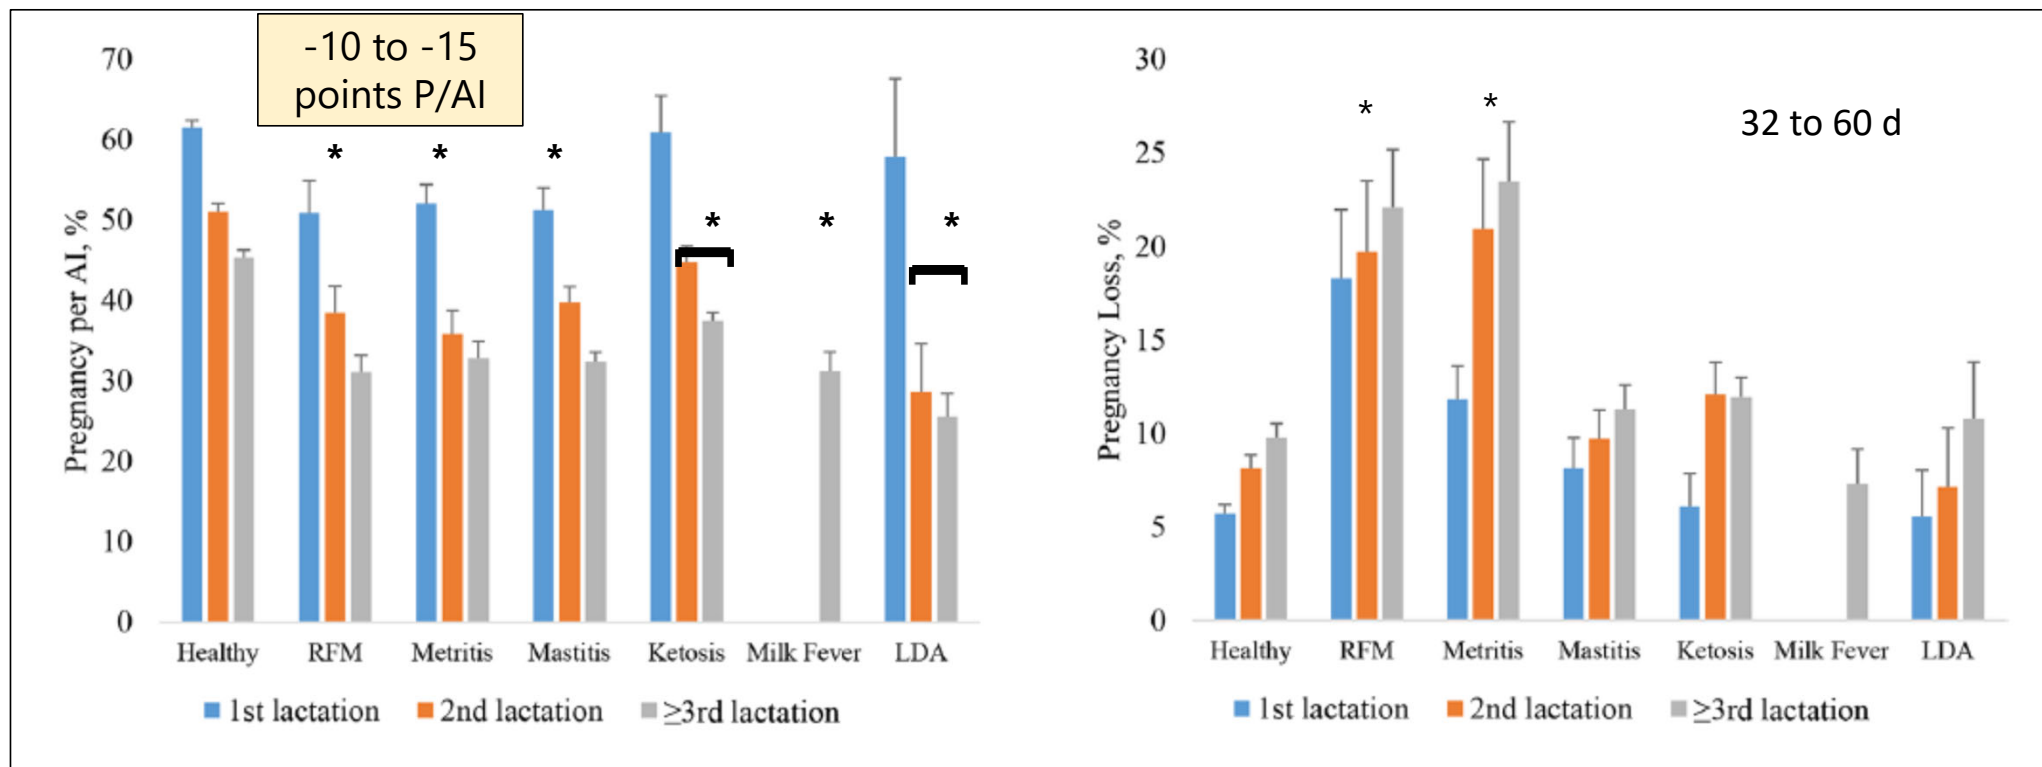 -10 to -15
points P/AI
Pregnancy per AI, %
70
60
50
40
30
20
10
0
* * * * * *
Healthy RFM Metritis Mastitis Ketosis Milk Fever LDA
1st lactation 2nd lactation ≥3rd lactation
32 to 60 d
Pregnancy Loss, %
30
25
20
15
10
5
0
* *
Healthy RFM Metritis Mastitis Ketosis Milk Fever LDA
1st lactation 2nd lactation ≥3rd lactation